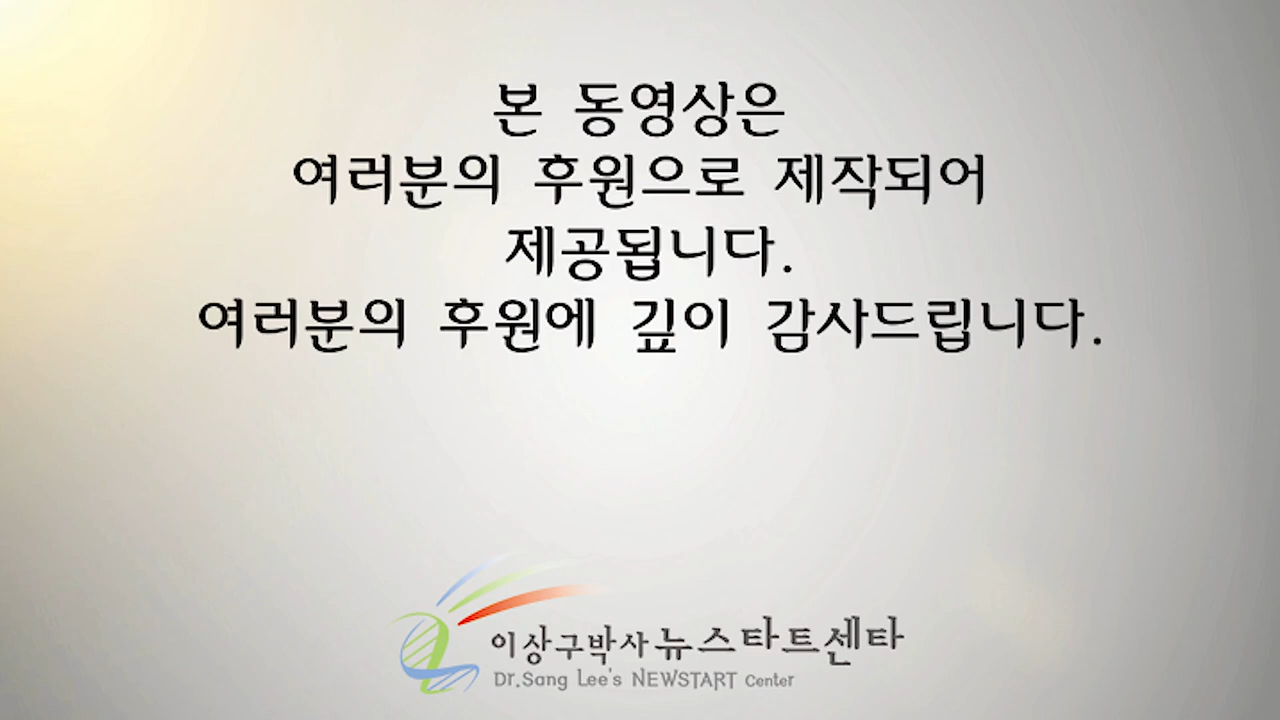 본 동영상은
여러분의 후원으로 제작되어
제공됩니다.
여러분의 후원에 깊이 감사드립니다.
이상구박사뉴스타트센타
Dr.Sang Lee's NEWSTART Center